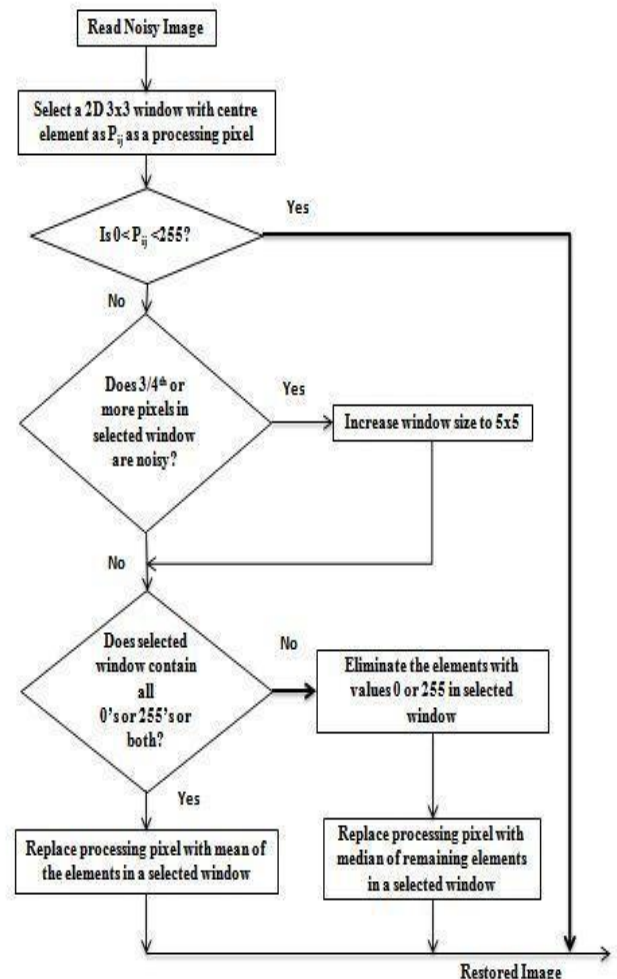 Read Noisy Image
Select a 2D 3x3 window with centre
element as Pij as a processing pixel
Yes
Is 0< Pij <255?
No
Does 3/4th or
more pixels in
selected window
are noisy?
Yes
Increase window size to 5x5
No
Does selected
window contain
all
0's or 255's or
both?
No
Eliminate the elements with
values 0 or 255 in selected
window
Yes
Replace processing pixel with mean of
the elements in a selected window
Replace processing pixel with
median of remaining elements
in a selected window
Restored Image